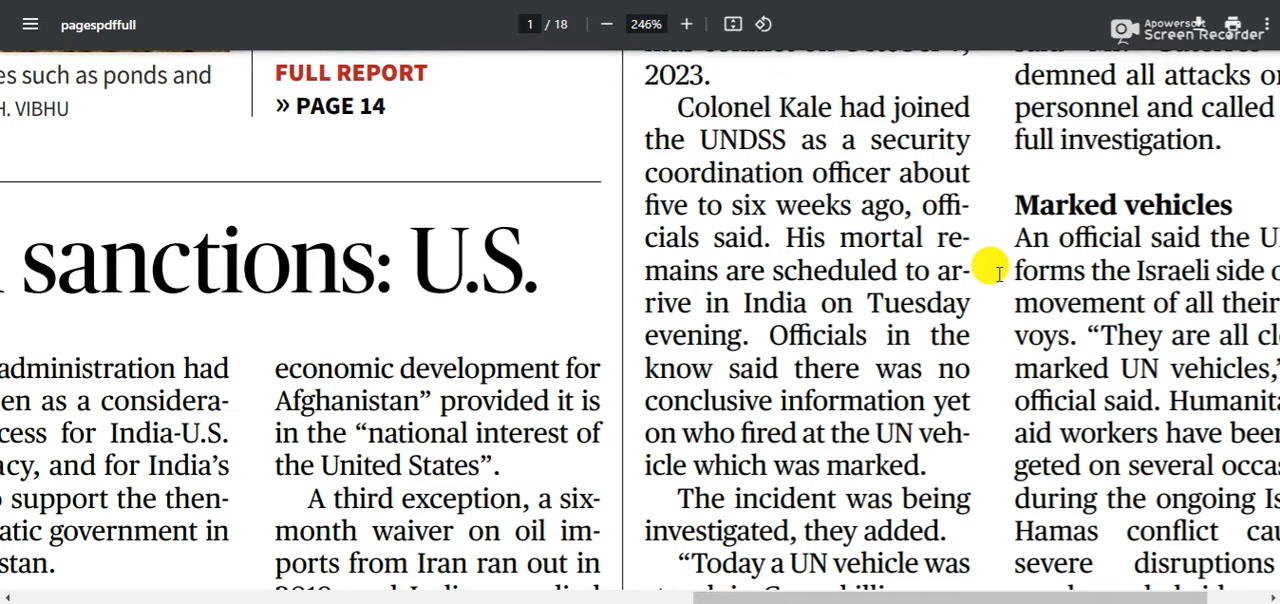 pagespdffull
1 / 18
246%
Apowersoft
Screen Recorder
es such as ponds and
H. VIBHU
FULL REPORT
» PAGE 14
sanctions: U.S.
administration had
en as a considera-
cess for India-U.S.
acy, and for India's
support the then-
atic government in
stan.
economic development for
Afghanistan” provided it is
in the “national interest of
the United States”.
A third exception, a six-
month waiver on oil im-
ports from Iran ran out in
2023.
Colonel Kale had joined
the UNDSS as a security
coordination officer about
five to six weeks ago, offi-
cials said. His mortal re-
mains are scheduled to ar-
rive in India on Tuesday
evening. Officials in the
know said there was no
conclusive information yet
on who fired at the UN veh-
icle which was marked.
The incident was being
investigated, they added.
“Today a UN vehicle was
demned all attacks on
personnel and called
full investigation.
Marked vehicles
An official said the U
forms the Israeli side o
movement of all their
voys. “They are all cle
marked UN vehicles,”
official said. Humanita
aid workers have been
geted on several occas
during the ongoing Is
Hamas conflict cau
severe disruptions